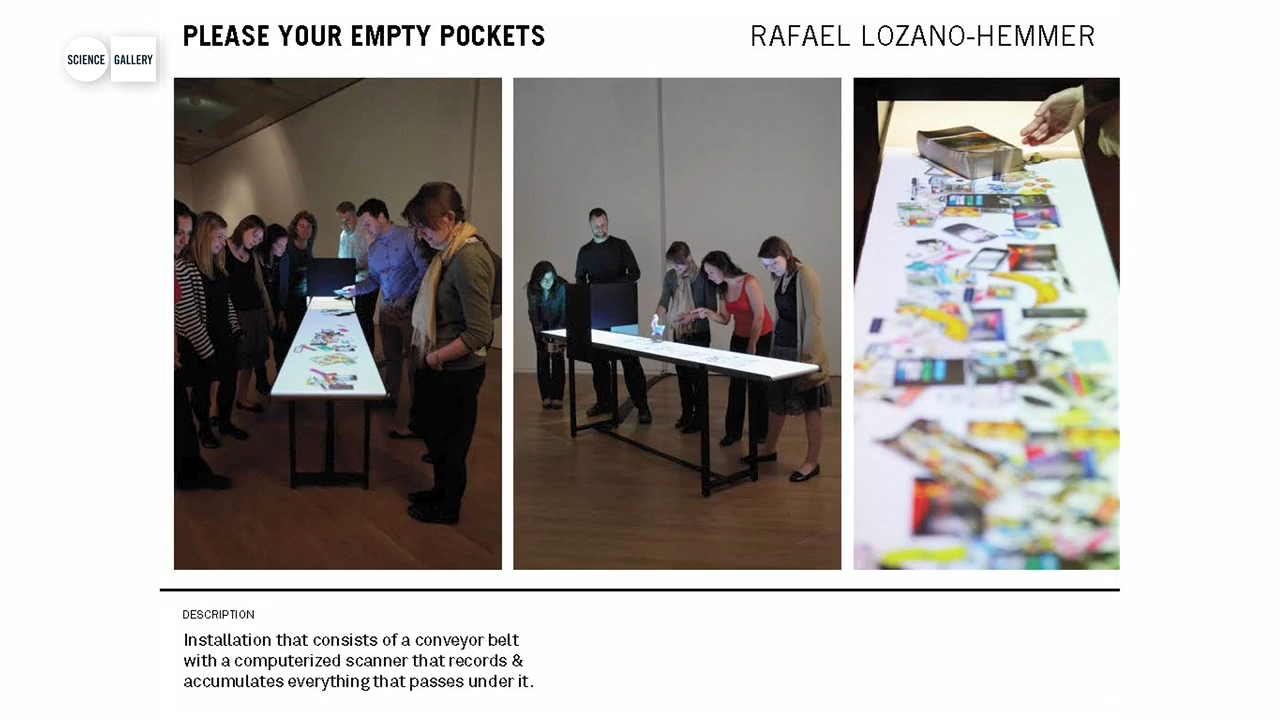 PLEASE YOUR EMPTY POCKETS
RAFAEL LOZANO-HEMMER
SCIENCE GALLERY
DESCRIPTION
Installation that consists of a conveyor belt
with a computerized scanner that records &
accumulates everything that passes under it.